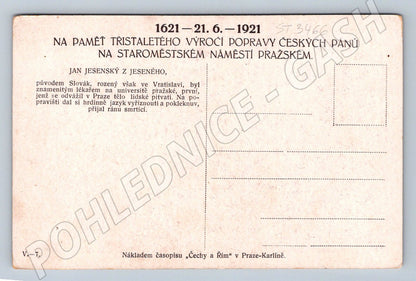 1621 — 21. 6. — 1921
ST 3466
NA PAMĚŤ TŘISTALETÉHO VÝROČÍ POPRAVY ČESKÝCH PÁNŮ
NA STAROMĚSTSKÉM NÁMĚSTÍ PRAŽSKÉM.
JAN JESENSKÝ Z JESENÉHO,
původem Slovák, rozený však ve Vratislavi, byl
znamenitým lékařem na universitě pražské, první,
jenž se odvážil v Praze tělo lidské pitvati. Na po-
pravišti dal si hrdinně jazyk vyříznouti a pokleknuv,
přijal ránu smrtící.
POHLEDNICE - GASH
V.—7.
Nákladem časopisu „Čechy a Řím“ v Praze-Karlíně.